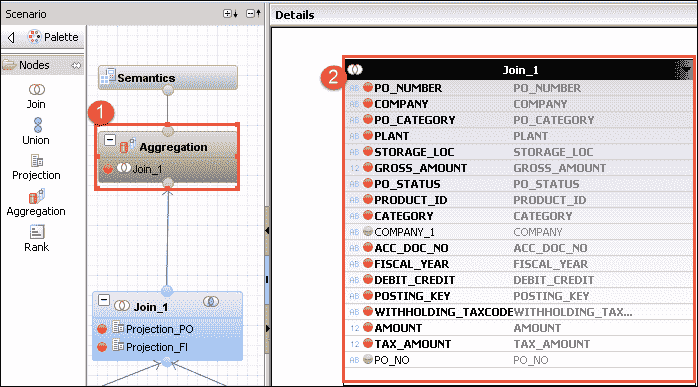 Scenario
Details
Palette
Nodes
Join
Union
Projection
Aggregation
Rank
Semantics
1
Aggregation
Join_1
Join_1
Projection_PO
Projection_FI
2
Join_1
AB PO_NUMBER PO_NUMBER
AB COMPANY COMPANY
AB PO_CATEGORY PO_CATEGORY
AB PLANT PLANT
AB STORAGE_LOC STORAGE_LOC
12 GROSS_AMOUNT GROSS_AMOUNT
AB PO_STATUS PO_STATUS
AB PRODUCT_ID PRODUCT_ID
AB CATEGORY CATEGORY
AB COMPANY_1 COMPANY
AB ACC_DOC_NO ACC_DOC_NO
AB FISCAL_YEAR FISCAL_YEAR
AB DEBIT_CREDIT DEBIT_CREDIT
AB POSTING_KEY POSTING_KEY
AB WITHHOLDING_TAXCODE WITHHOLDING_TAX...
12 AMOUNT AMOUNT
12 TAX_AMOUNT TAX_AMOUNT
AB PO_NO PO_NO